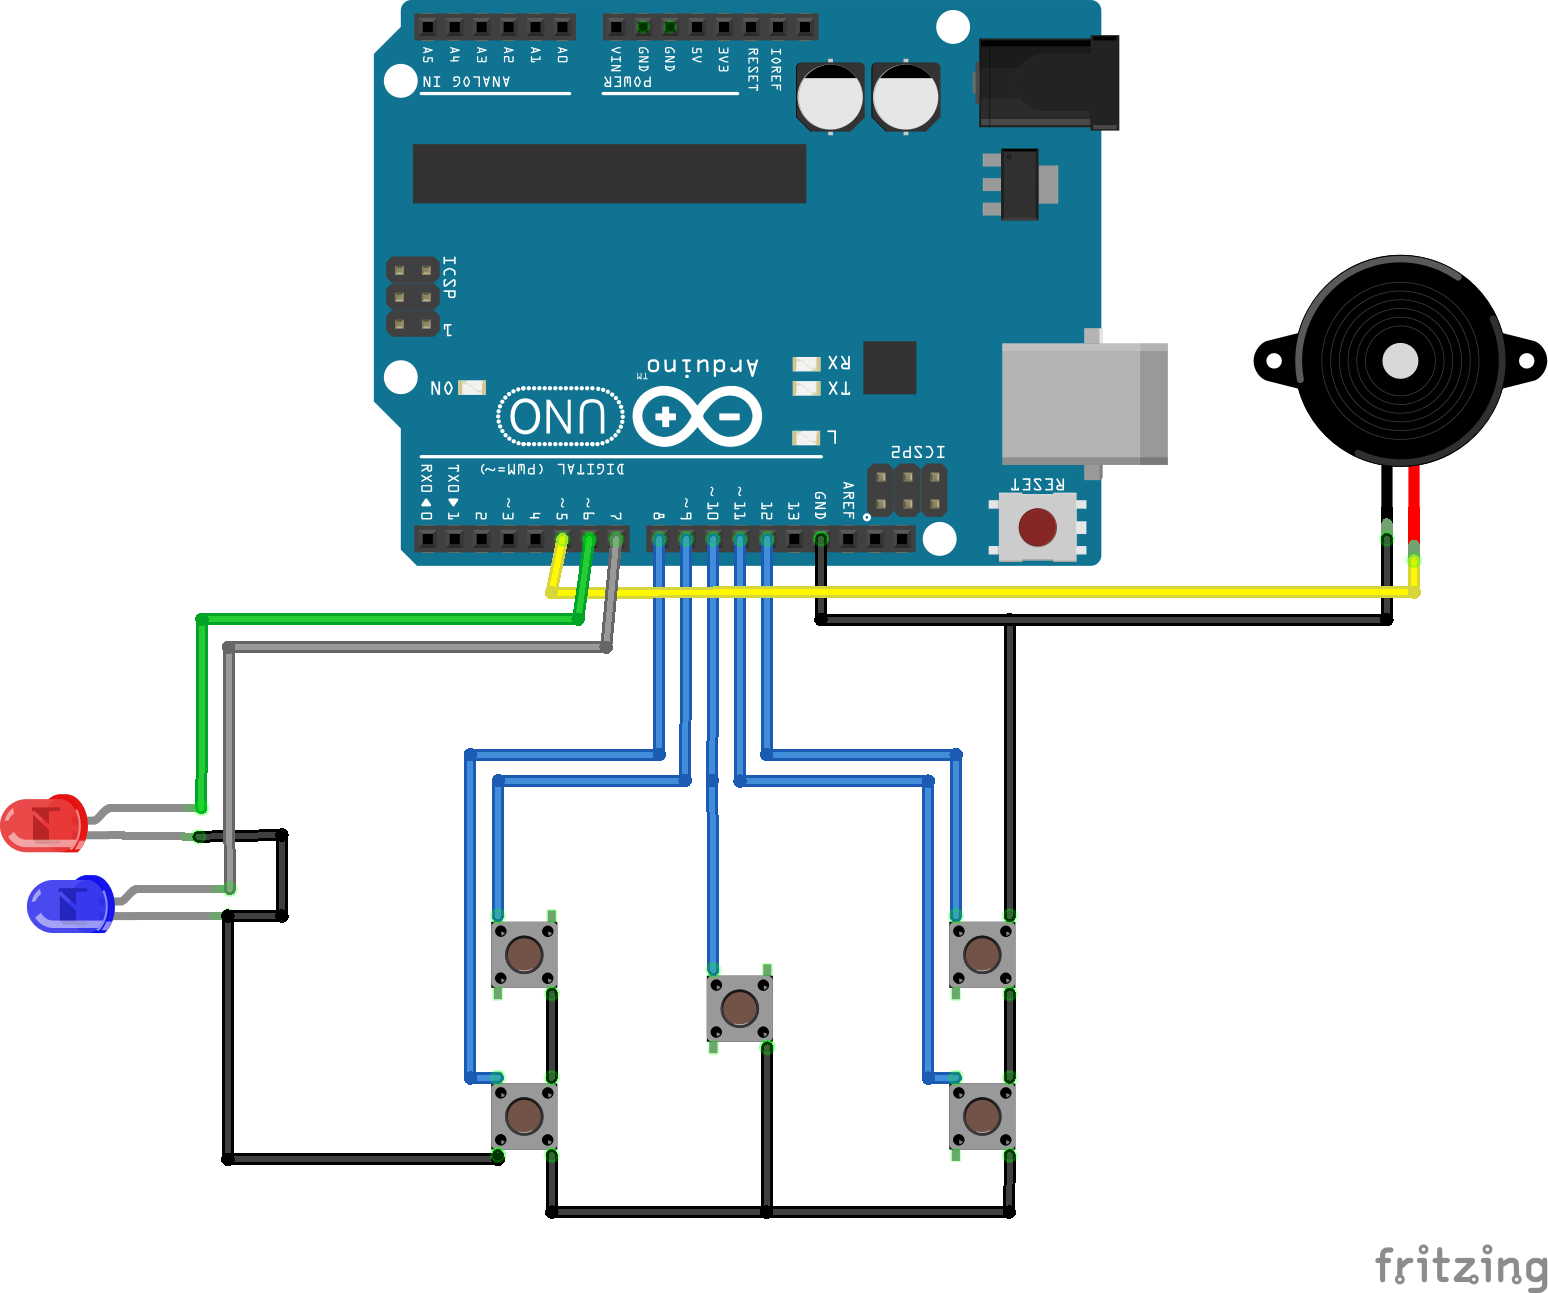 A5 A4 A3 A2 A1 A0
VIN GND GND 5V 3V3 RESET IOREF
ANALOG IN
POWER
ICSP
1
Arduino
TM
ON
UNO
RX
TX
L
ICSP2
RESET
DIGITAL (PWM=~)
RX0 ◀ 0
TX0 ▶ 1
2
~3
4
~5
~6
7
8
~9
~10
~11
12
13
GND
AREF
fritzing